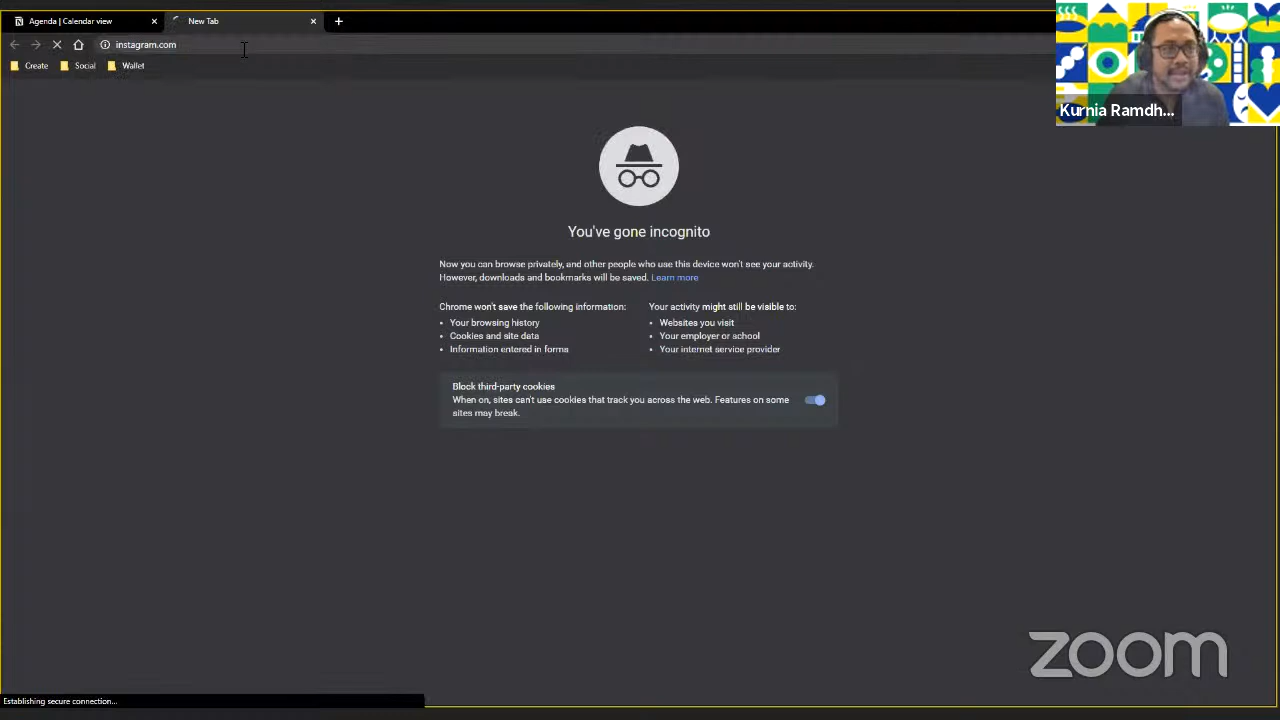 Agenda | Calendar view
New Tab
instagram.com
Create
Social
Wallet
Kurnia Ramdh...
You've gone incognito
Now you can browse privately, and other people who use this device won't see your activity.
However, downloads and bookmarks will be saved. Learn more
Chrome won't save the following information:
• Your browsing history
• Cookies and site data
• Information entered in forms
Your activity might still be visible to:
• Websites you visit
• Your employer or school
• Your internet service provider
Block third-party cookies
When on, sites can't use cookies that track you across the web. Features on some
sites may break.
zoom
Establishing secure connection...